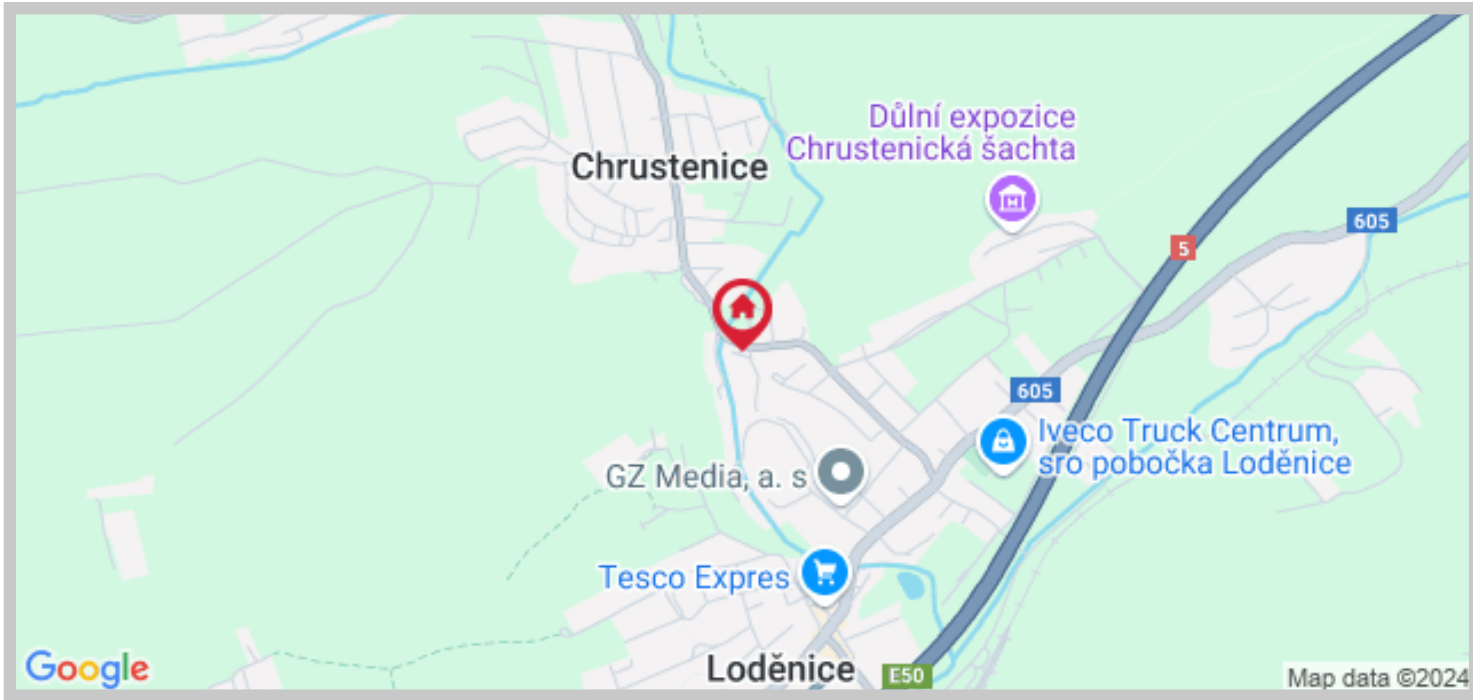 Důlní expozice
Chrustenická šachta
Chrustenice
605
5
605
Iveco Truck Centrum,
sro pobočka Loděnice
GZ Media, a. s
Tesco Expres
Loděnice
E50
Google
Map data ©2024